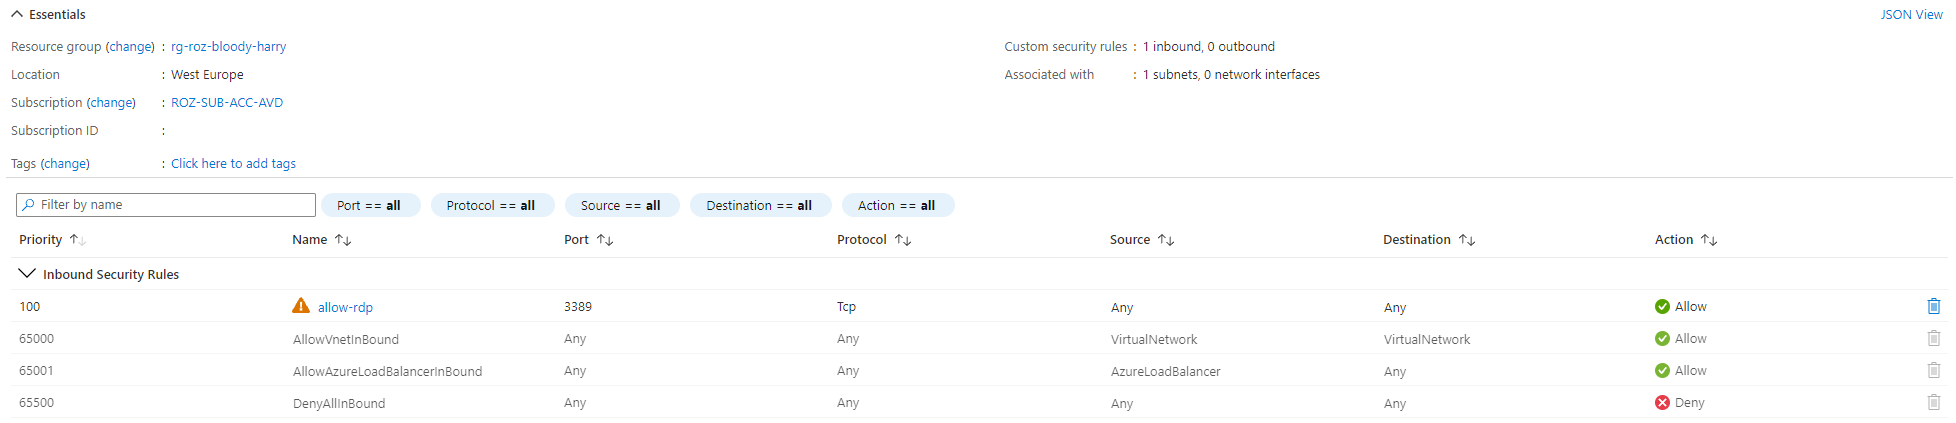 Essentials JSON View
Resource group (change) : rg-roz-bloody-harry Custom security rules : 1 inbound, 0 outbound
Location : West Europe Associated with : 1 subnets, 0 network interfaces
Subscription (change) : ROZ-SUB-ACC-AVD
Subscription ID :
Tags (change) : Click here to add tags
Filter by name Port == all Protocol == all Source == all Destination == all Action == all
Priority Name Port Protocol Source Destination Action
Inbound Security Rules
100 allow-rdp 3389 Tcp Any Any Allow
65000 AllowVnetInBound Any Any VirtualNetwork VirtualNetwork Allow
65001 AllowAzureLoadBalancerInBound Any Any AzureLoadBalancer Any Allow
65500 DenyAllInBound Any Any Any Any Deny